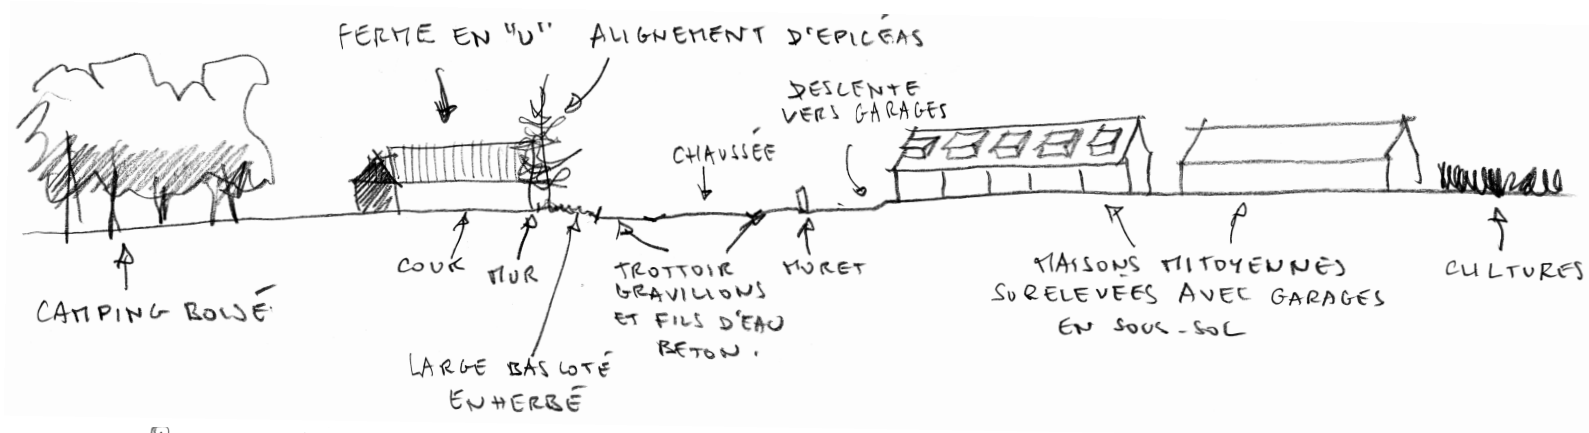 FERME EN "U"
ALIGNEMENT D'EPICÉAS
DESCENTE
VERS GARAGES
CHAUSSÉE
COUR
MUR
TROTTOIR
GRAVILLONS
ET FILS D'EAU
BETON.
MURET
MAISONS MITOYENNES
SURELEVÉES AVEC GARAGES
EN SOUS-SOL
CULTURES
CAMPING BOISÉ
LARGE BAS COTÉ
ENHERBÉ